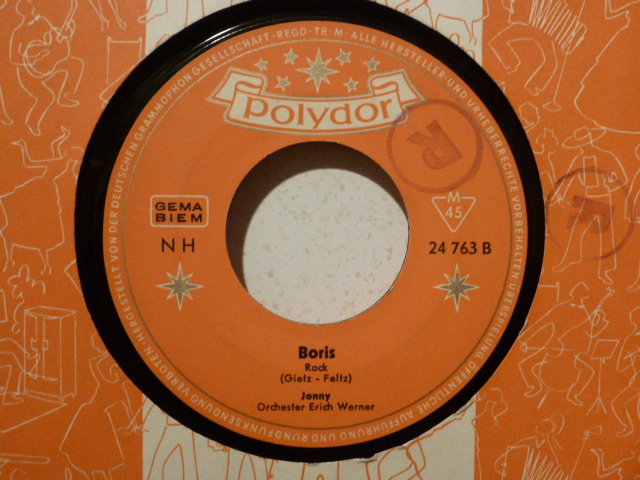 HERGESTELLT VON DER DEUTSCHEN GRAMMOPHON GESELLSCHAFT - REGD·TR·M - ALLE HERSTELLER-UND URHEBERRECHTE VORBEHALTEN·ÜBERSPIELUNG ÖFFENTLICHE AUFFÜHRUNG UND RUNDFUNKSENDUNG VERBOTEN·
Polydor
R
GEMA
BIEM
M
45
R
NH
24 763 B
Boris
Rock
(Gietz - Feltz)
Jonny
Orchester Erich Werner